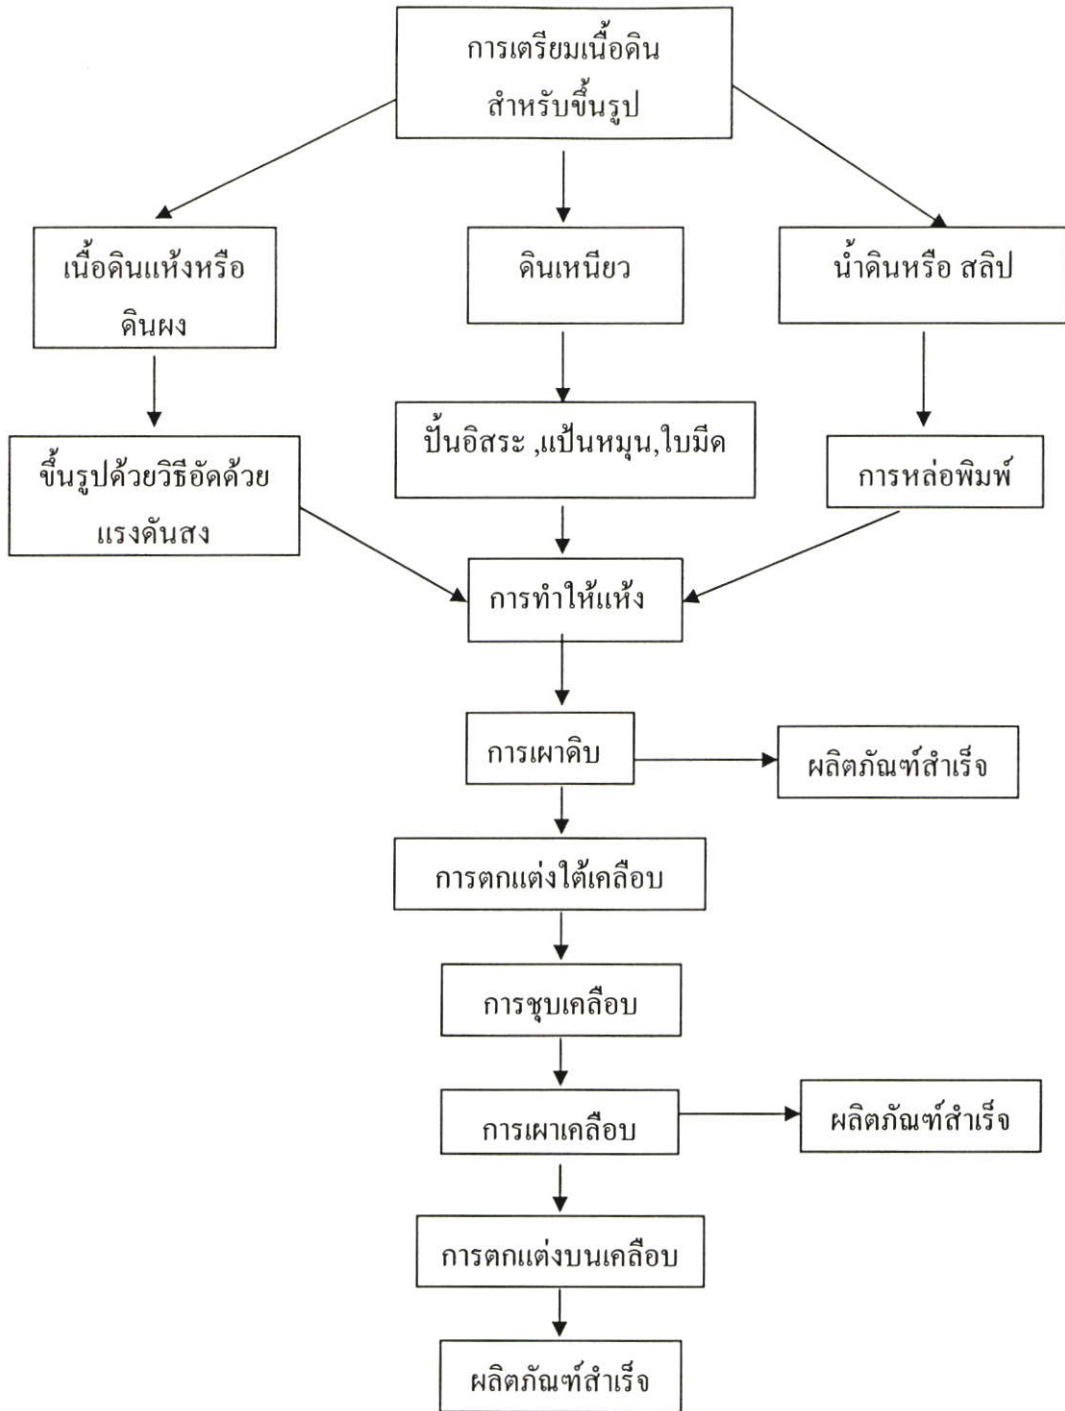 การเตรียมเนื้อดิน
สำหรับขึ้นรูป
เนื้อดินแห้งหรือ
ดินผง
ดินเหนียว
น้ำดินหรือ สลิป
ขึ้นรูปด้วยวิธีอัดด้วย
แรงดันสง
ปั้นอิสระ ,แป้นหมุน,ใบมีด
การหล่อพิมพ์
การทำให้แห้ง
การเผาดิบ
ผลิตภัณฑ์สำเร็จ
การตกแต่งใต้เคลือบ
การชุบเคลือบ
การเผาเคลือบ
ผลิตภัณฑ์สำเร็จ
การตกแต่งบนเคลือบ
ผลิตภัณฑ์สำเร็จ